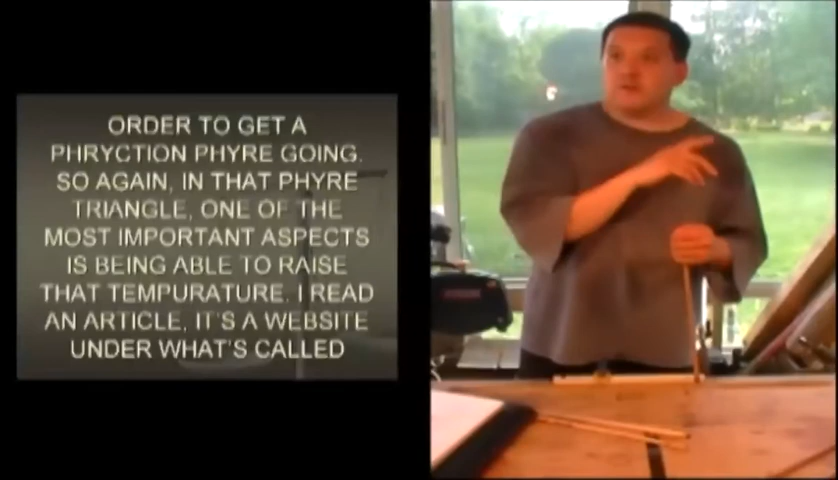 ORDER TO GET A
PHRYCTION PHYRE GOING.
SO AGAIN, IN THAT PHYRE
TRIANGLE, ONE OF THE
MOST IMPORTANT ASPECTS
IS BEING ABLE TO RAISE
THAT TEMPURATURE. I READ
AN ARTICLE, IT'S A WEBSITE
UNDER WHAT'S CALLED